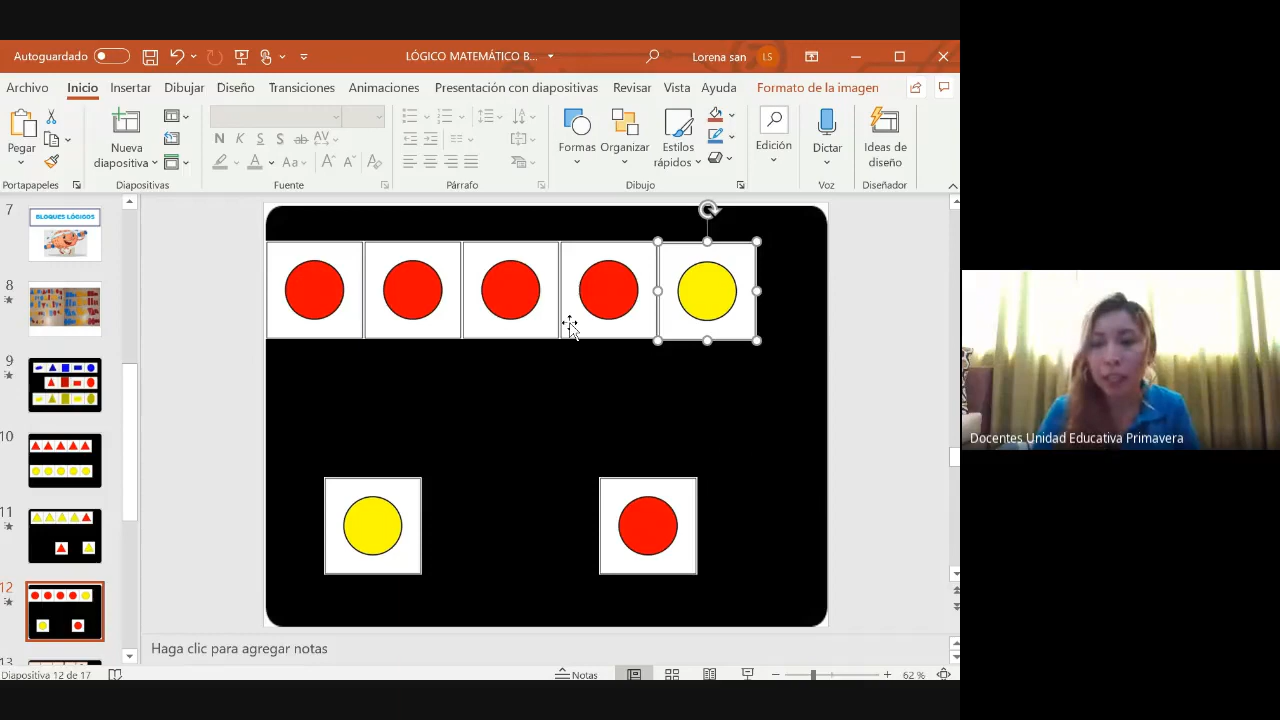 Autoguardado
LÓGICO MATEMÁTICO B...
Lorena san
LS
Archivo Inicio Insertar Dibujar Diseño Transiciones Animaciones Presentación con diapositivas Revisar Vista Ayuda Formato de la imagen
Pegar
Nueva diapositiva
N K S S ab AV
A Aa A A
Formas Organizar Estilos rápidos
Edición
Dictar
Ideas de diseño
Portapapeles Diapositivas Fuente Párrafo Dibujo Voz Diseñador
7
BLOQUES LÓGICOS
8
9
10
11
12
13
Haga clic para agregar notas
Diapositiva 12 de 17
Notas
62 %
Docentes Unidad Educativa Primavera